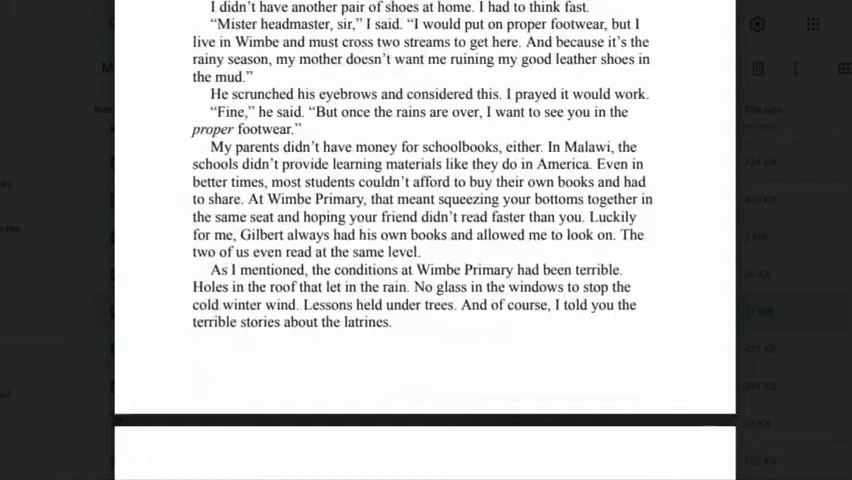 I didn't have another pair of shoes at home. I had to think fast.
“Mister headmaster, sir,” I said. “I would put on proper footwear, but I
live in Wimbe and must cross two streams to get here. And because it's the
rainy season, my mother doesn't want me ruining my good leather shoes in
the mud.”
He scrunched his eyebrows and considered this. I prayed it would work.
“Fine,” he said. “But once the rains are over, I want to see you in the
proper footwear.”
My parents didn't have money for schoolbooks, either. In Malawi, the
schools didn't provide learning materials like they do in America. Even in
better times, most students couldn't afford to buy their own books and had
to share. At Wimbe Primary, that meant squeezing your bottoms together in
the same seat and hoping your friend didn't read faster than you. Luckily
for me, Gilbert always had his own books and allowed me to look on. The
two of us even read at the same level.
As I mentioned, the conditions at Wimbe Primary had been terrible.
Holes in the roof that let in the rain. No glass in the windows to stop the
cold winter wind. Lessons held under trees. And of course, I told you the
terrible stories about the latrines.
File size
11 MB